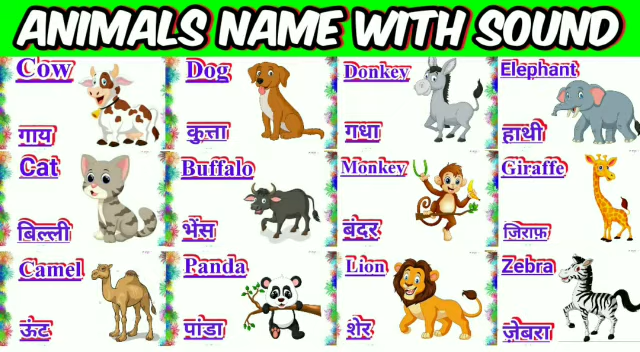 ANIMALS NAME WITH SOUND
Cow
गाय
Dog
कुत्ता
Donkey
गधा
Elephant
हाथी
Cat
बिल्ली
Buffalo
भैंस
Monkey
बंदर
Giraffe
जिराफ़
Camel
ऊंट
Panda
पांडा
Lion
शेर
Zebra
ज़ेबरा